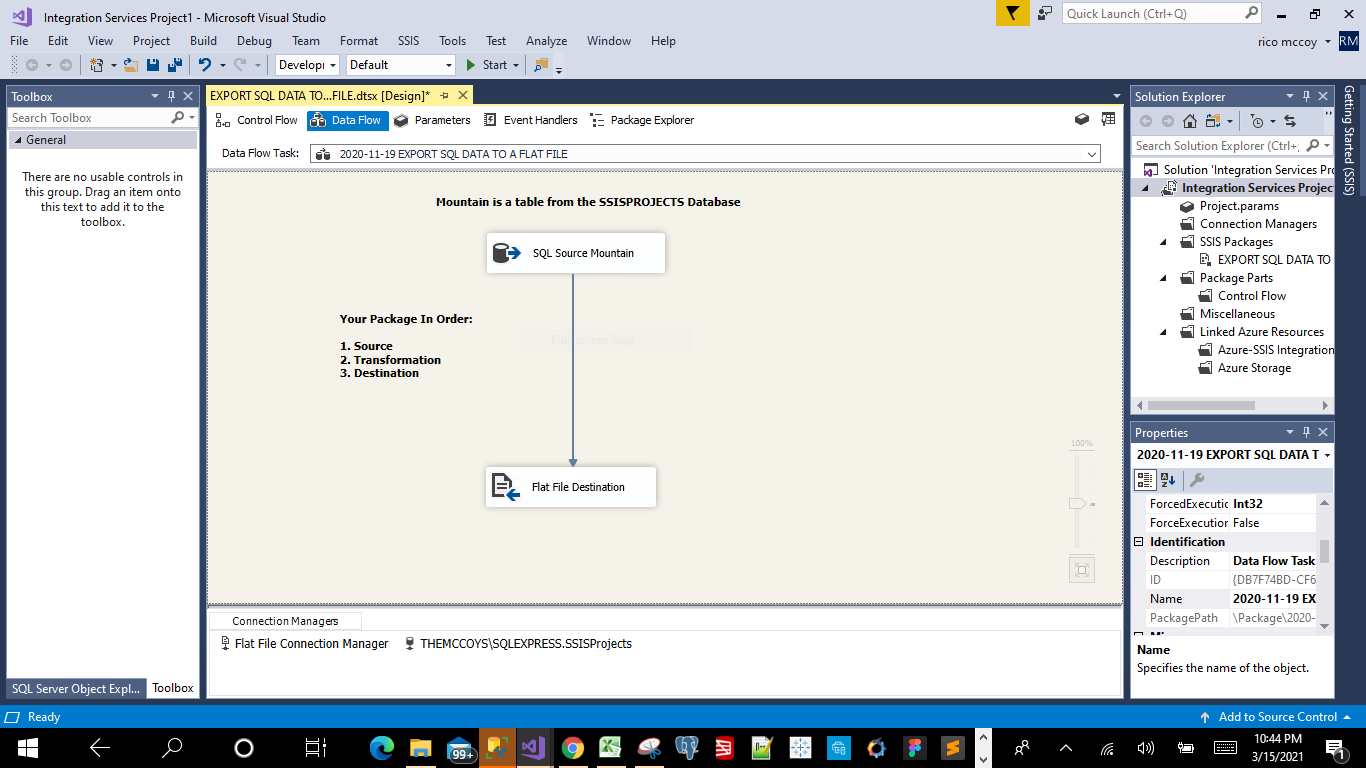 Integration Services Project1 - Microsoft Visual Studio
Quick Launch (Ctrl+Q)
File Edit View Project Build Debug Team Format SSIS Tools Test Analyze Window Help
rico mccoy RM
Developı Default Start
Toolbox
Search Toolbox
General
There are no usable controls in
this group. Drag an item onto
this text to add it to the
toolbox.
SQL Server Object Expl... Toolbox
EXPORT SQL DATA TO...FILE.dtsx [Design]*
Control Flow Data Flow Parameters Event Handlers Package Explorer
Data Flow Task: 2020-11-19 EXPORT SQL DATA TO A FLAT FILE
Mountain is a table from the SSISPROJECTS Database
SQL Source Mountain
Your Package In Order:
1. Source
2. Transformation
3. Destination
Full-screen Snip
Flat File Destination
100%
Connection Managers
Flat File Connection Manager THEMCCOYS\SQLEXPRESS.SSISProjects
Solution Explorer
Search Solution Explorer (Ctrl+;
Solution 'Integration Services Pro
Integration Services Projec
Project.params
Connection Managers
SSIS Packages
EXPORT SQL DATA TO
Package Parts
Control Flow
Miscellaneous
Linked Azure Resources
Azure-SSIS Integration
Azure Storage
Getting Started (SSIS)
Properties
2020-11-19 EXPORT SQL DATA T
ForcedExecutic Int32
ForceExecution False
Identification
Description Data Flow Task
ID {DB7F74BD-CF6
Name 2020-11-19 EX
PackagePath \Package\2020-
Name
Specifies the name of the object.
Ready
Add to Source Control
99+
10:44 PM
3/15/2021
1